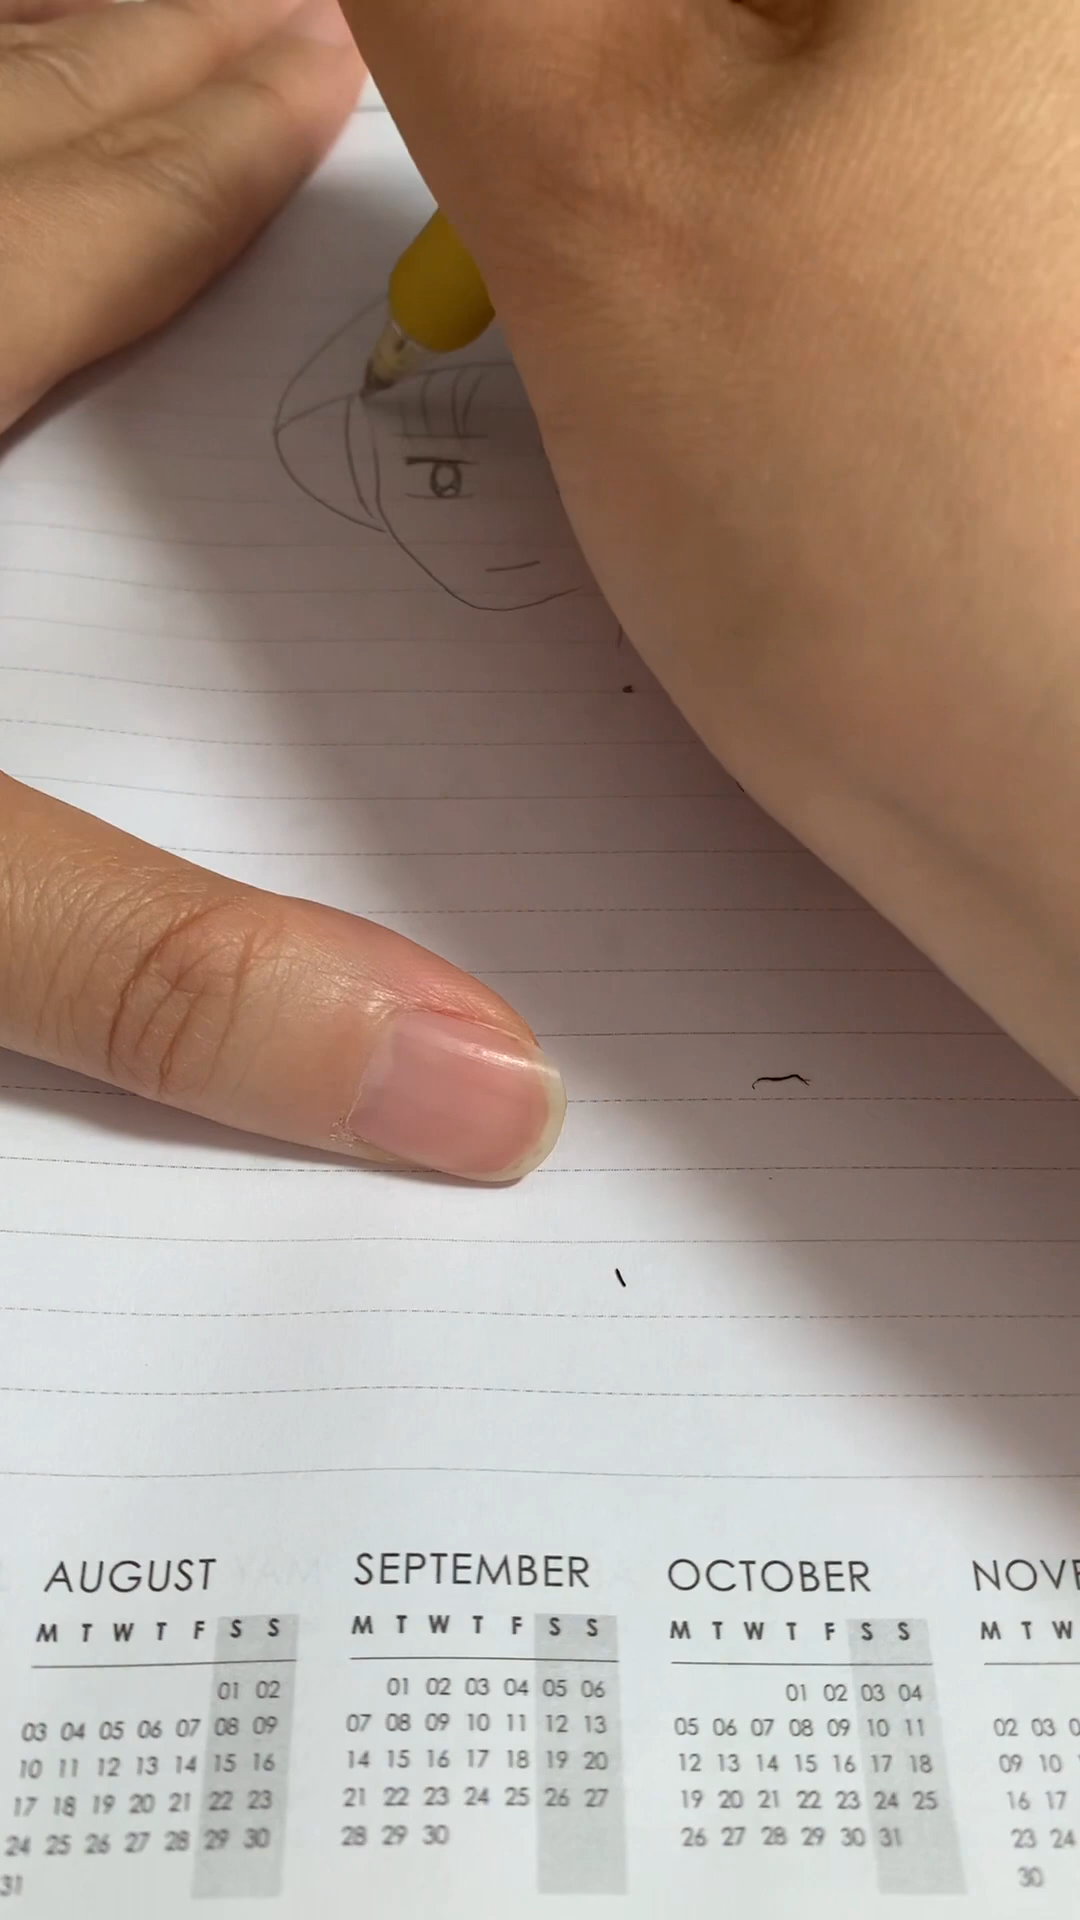 AUGUST SEPTEMBER OCTOBER NOVE
M T W T F S S M T W T F S S M T W T F S S M T W
01 02 01 02 03 04 05 06 01 02 03 04
03 04 05 06 07 08 09 07 08 09 10 11 12 13 05 06 07 08 09 10 11 02 03
10 11 12 13 14 15 16 14 15 16 17 18 19 20 12 13 14 15 16 17 18 09 10
17 18 19 20 21 22 23 21 22 23 24 25 26 27 19 20 21 22 23 24 25 16 17
24 25 26 27 28 29 30 28 29 30 26 27 28 29 30 31 23 24
31 30